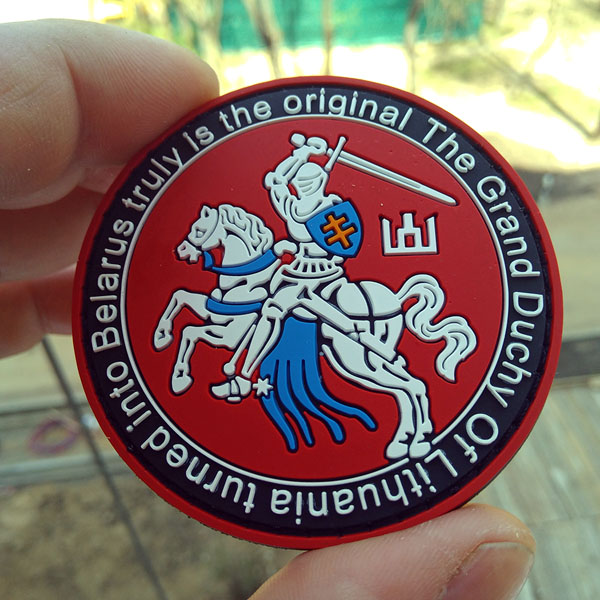 Belarus truly is the original The Grand Duchy Of Lithuania turned into